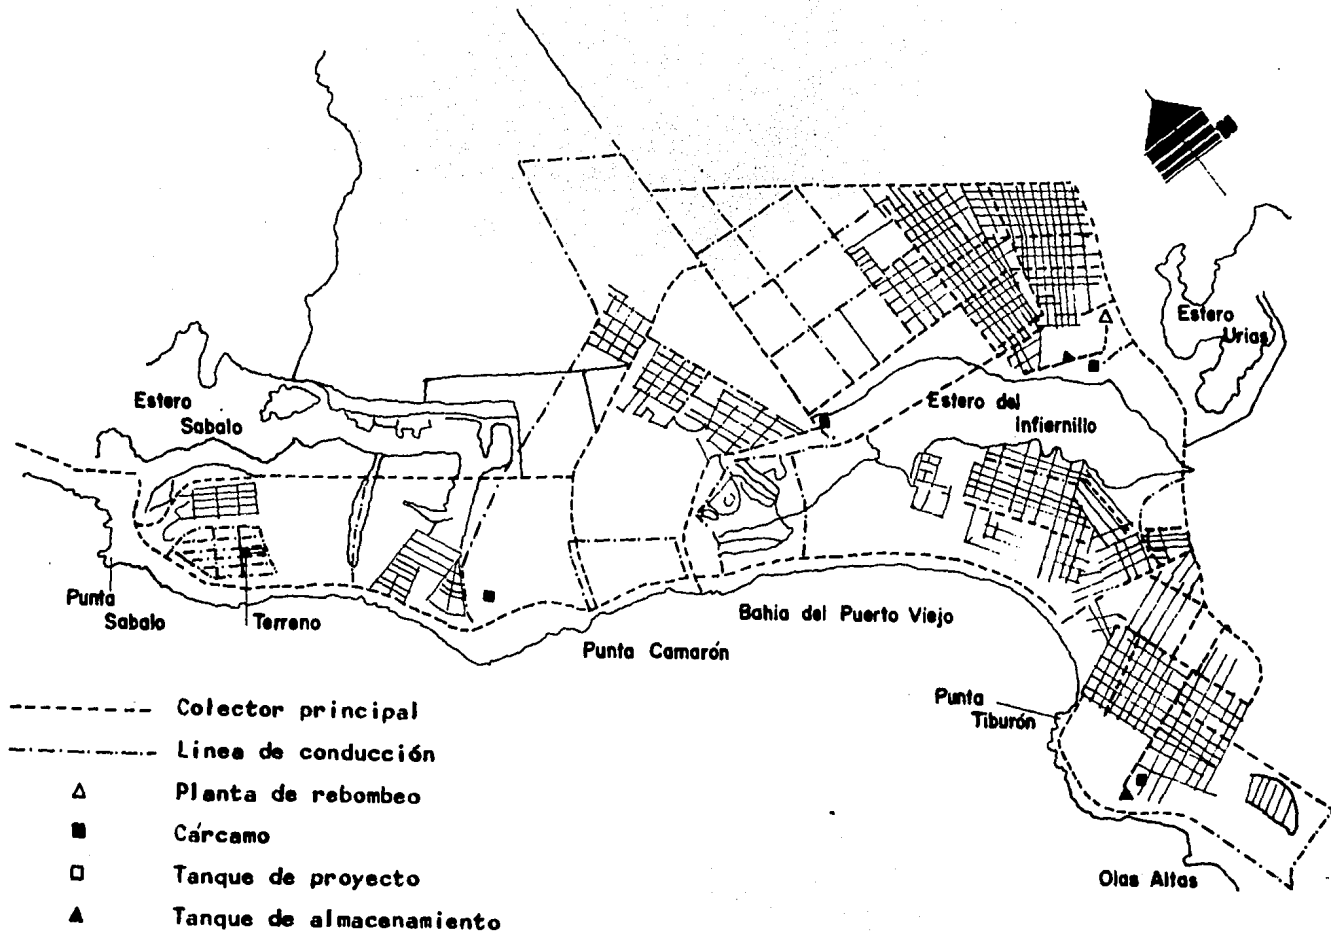 Estero
Urias
Estero
Sabalo
Estero del
Infiernillo
Punta
Sabalo
Terreno
Bahia del Puerto Viejo
Punta Camarón
Punta
Tiburón
Olas Altas
Colector principal
Linea de conducción
Planta de rebombeo
Cárcamo
Tanque de proyecto
Tanque de almacenamiento